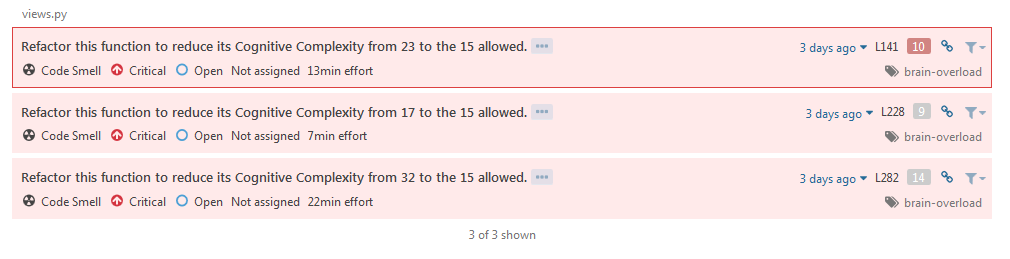 views.py
Refactor this function to reduce its Cognitive Complexity from 23 to the 15 allowed. ••• 3 days ago L141 10
Code Smell Critical Open Not assigned 13min effort brain-overload
Refactor this function to reduce its Cognitive Complexity from 17 to the 15 allowed. ••• 3 days ago L228 9
Code Smell Critical Open Not assigned 7min effort brain-overload
Refactor this function to reduce its Cognitive Complexity from 32 to the 15 allowed. ••• 3 days ago L282 14
Code Smell Critical Open Not assigned 22min effort brain-overload
3 of 3 shown